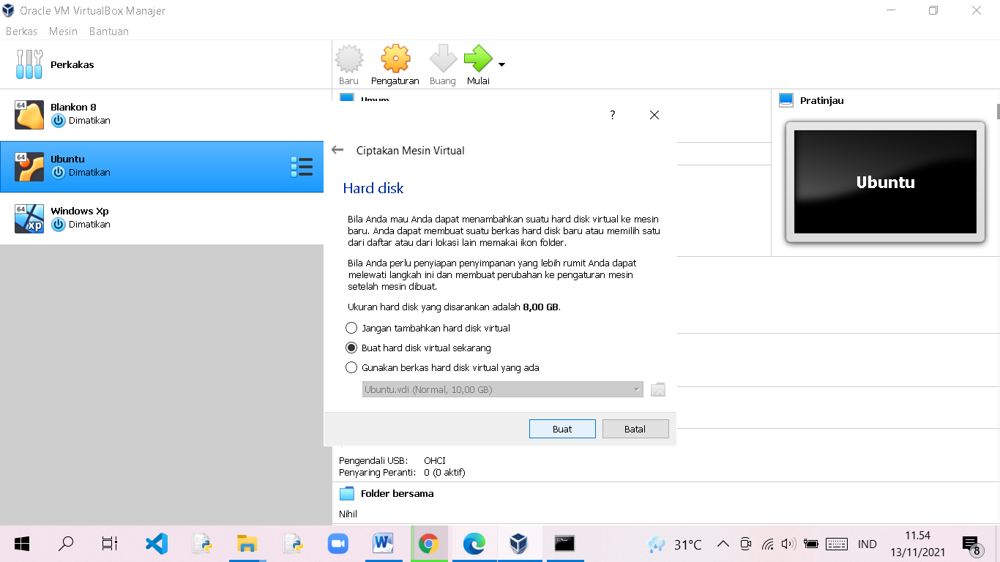 Oracle VM VirtualBox Manajer
Berkas Mesin Bantuan
Perkakas
Baru Pengaturan Buang Mulai
64
Blankon 8
Dimatikan
64
Ubuntu
Dimatikan
64
xp
Windows Xp
Dimatikan
Umum
Pratinjau
Ubuntu
?
Ciptakan Mesin Virtual
Hard disk
Bila Anda mau Anda dapat menambahkan suatu hard disk virtual ke mesin
baru. Anda dapat membuat suatu berkas hard disk baru atau memilih satu
dari daftar atau dari lokasi lain memakai ikon folder.
Bila Anda perlu penyiapan penyimpanan yang lebih rumit Anda dapat
melewati langkah ini dan membuat perubahan ke pengaturan mesin
setelah mesin dibuat.
Ukuran hard disk yang disarankan adalah 8,00 GB.
Jangan tambahkan hard disk virtual
Buat hard disk virtual sekarang
Gunakan berkas hard disk virtual yang ada
Ubuntu.vdi (Normal, 10,00 GB)
Buat Batal
Pengendali USB: OHCI
Penyaring Peranti: 0 (0 aktif)
Folder bersama
Nihil
31°C
IND
11.54
13/11/2021
8